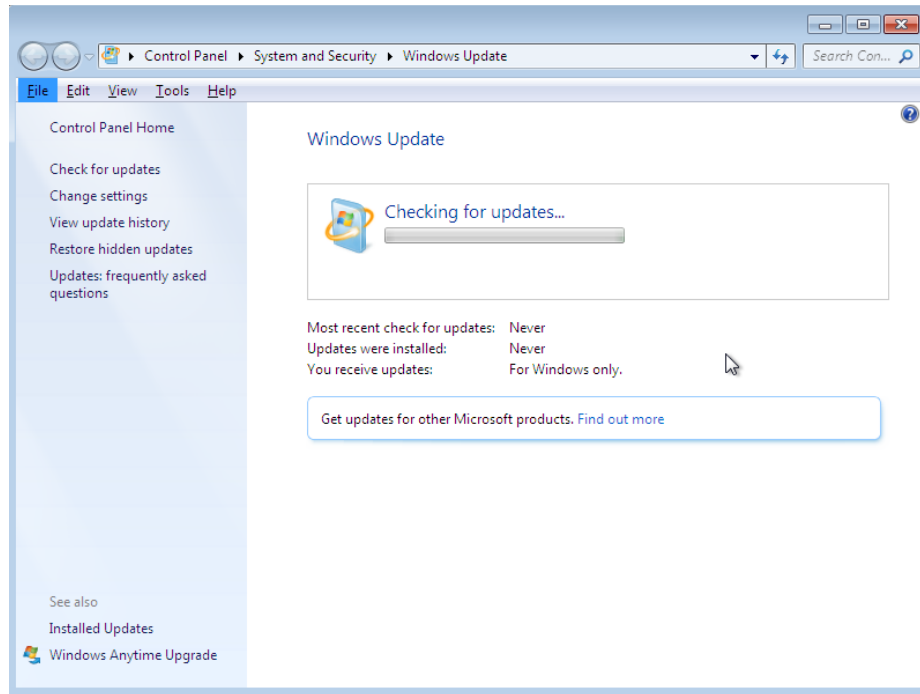 Control Panel ▸ System and Security ▸ Windows Update
Search Con...
File Edit View Tools Help
Control Panel Home
Check for updates
Change settings
View update history
Restore hidden updates
Updates: frequently asked
questions
See also
Installed Updates
Windows Anytime Upgrade
Windows Update
Checking for updates...
Most recent check for updates: Never
Updates were installed: Never
You receive updates: For Windows only.
Get updates for other Microsoft products. Find out more